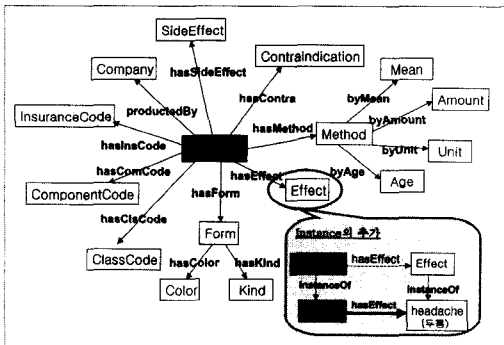 SideEffect
Contraindication
Company
hasSideEffect
Mean
hasContra
byMean
productedBy
Amount
InsuranceCode
hasMethod
Method
byAmount
hasInsCode
byUnit
Unit
hasComCode
hasEffect
byAge
hasForm
Age
ComponentCode
Effect
hasClsCode
Form
Instance의 추가
ClassCode
hasColor
hasKind
hasEffect
Effect
Color
Kind
InstanceOf
InstanceOf
hasEffect
headache
(두통)